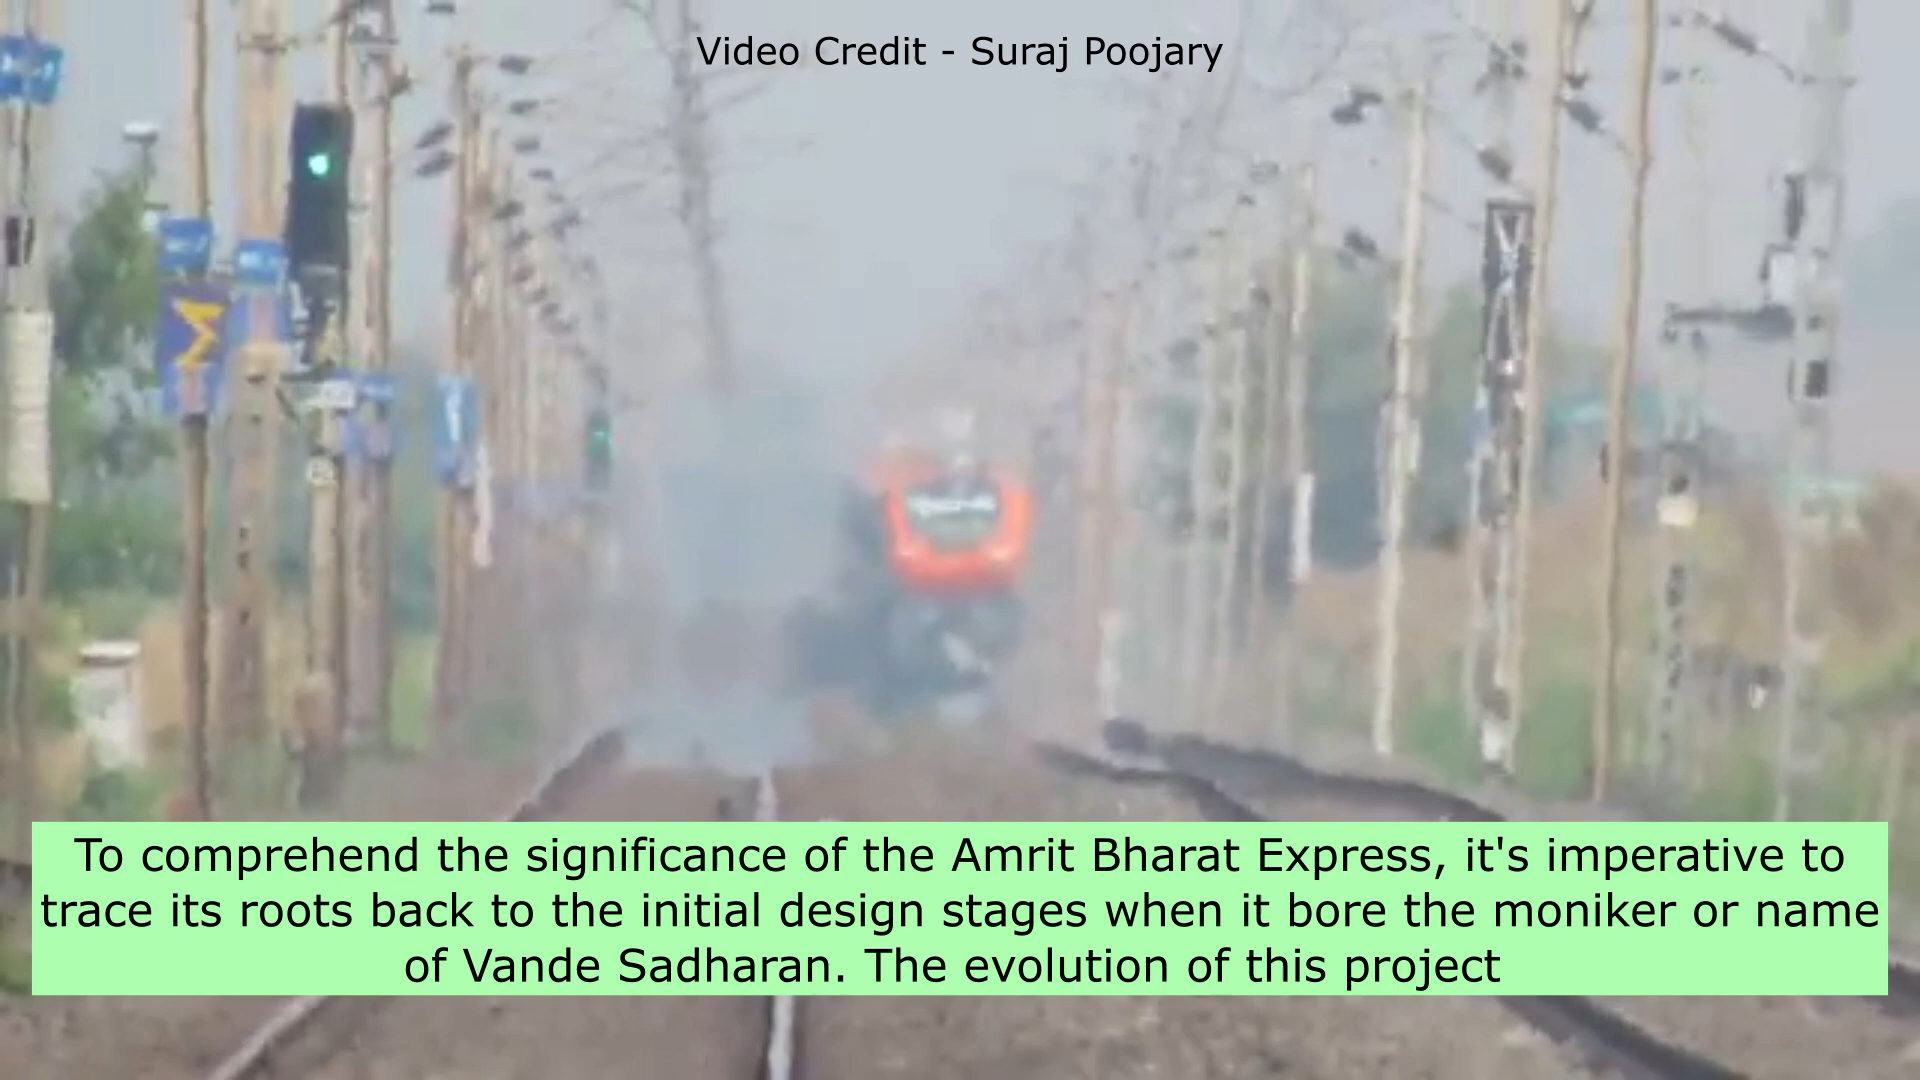 Video Credit - Suraj Poojary
To comprehend the significance of the Amrit Bharat Express, it's imperative to
trace its roots back to the initial design stages when it bore the moniker or name
of Vande Sadharan. The evolution of this project